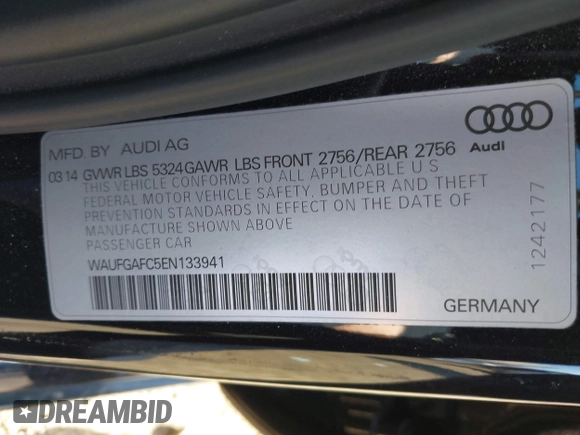 MFD. BY AUDI AG
Audi
03 14 GVWR LBS 5324 GAWR LBS FRONT 2756/REAR 2756
THIS VEHICLE CONFORMS TO ALL APPLICABLE U S
FEDERAL MOTOR VEHICLE SAFETY, BUMPER AND THEFT
PREVENTION STANDARDS IN EFFECT ON THE DATE OF
MANUFACTURE SHOWN ABOVE
PASSENGER CAR
WAUFGAFC5EN133941
1242177
GERMANY
DREAMBID